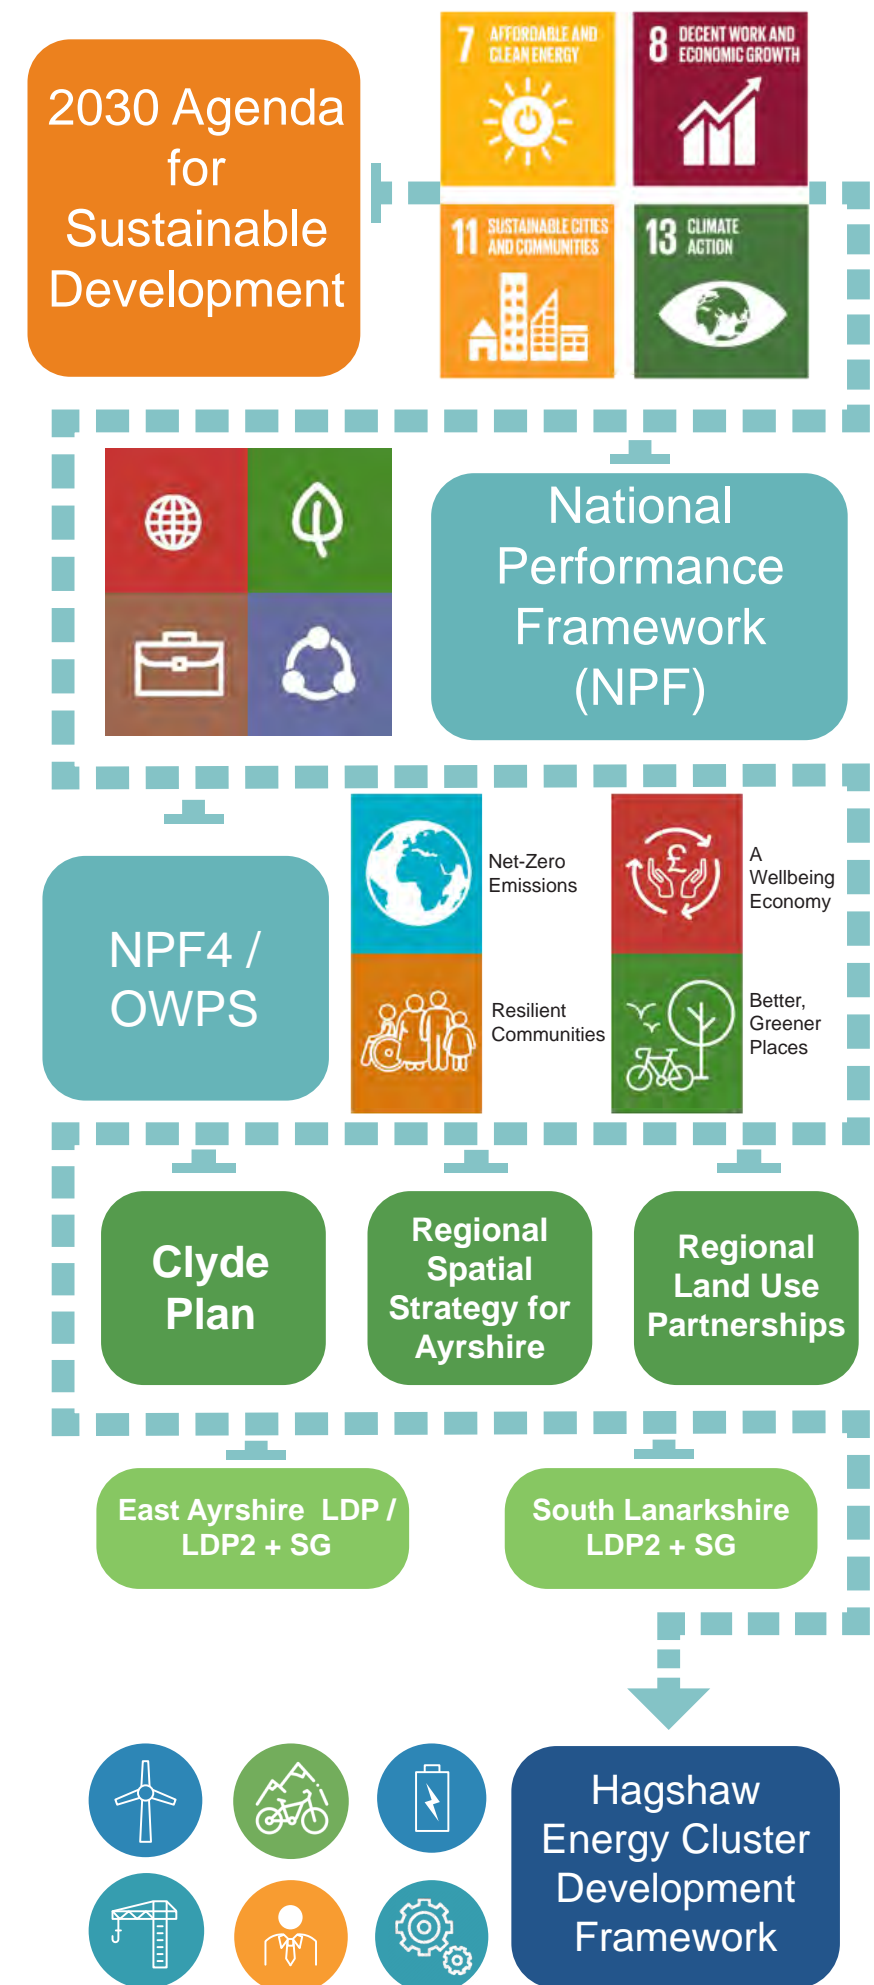 2030 Agenda
for
Sustainable
Development
7 AFFORDABLE AND
CLEAN ENERGY
8 DECENT WORK AND
ECONOMIC GROWTH
11 SUSTAINABLE CITIES
AND COMMUNITIES
13 CLIMATE
ACTION
National
Performance
Framework
(NPF)
NPF4 /
OWPS
Net-Zero
Emissions
£
A
Wellbeing
Economy
Resilient
Communities
Better,
Greener
Places
Clyde
Plan
Regional
Spatial
Strategy for
Ayrshire
Regional
Land Use
Partnerships
East Ayrshire LDP /
LDP2 + SG
South Lanarkshire
LDP2 + SG
Hagshaw
Energy Cluster
Development
Framework